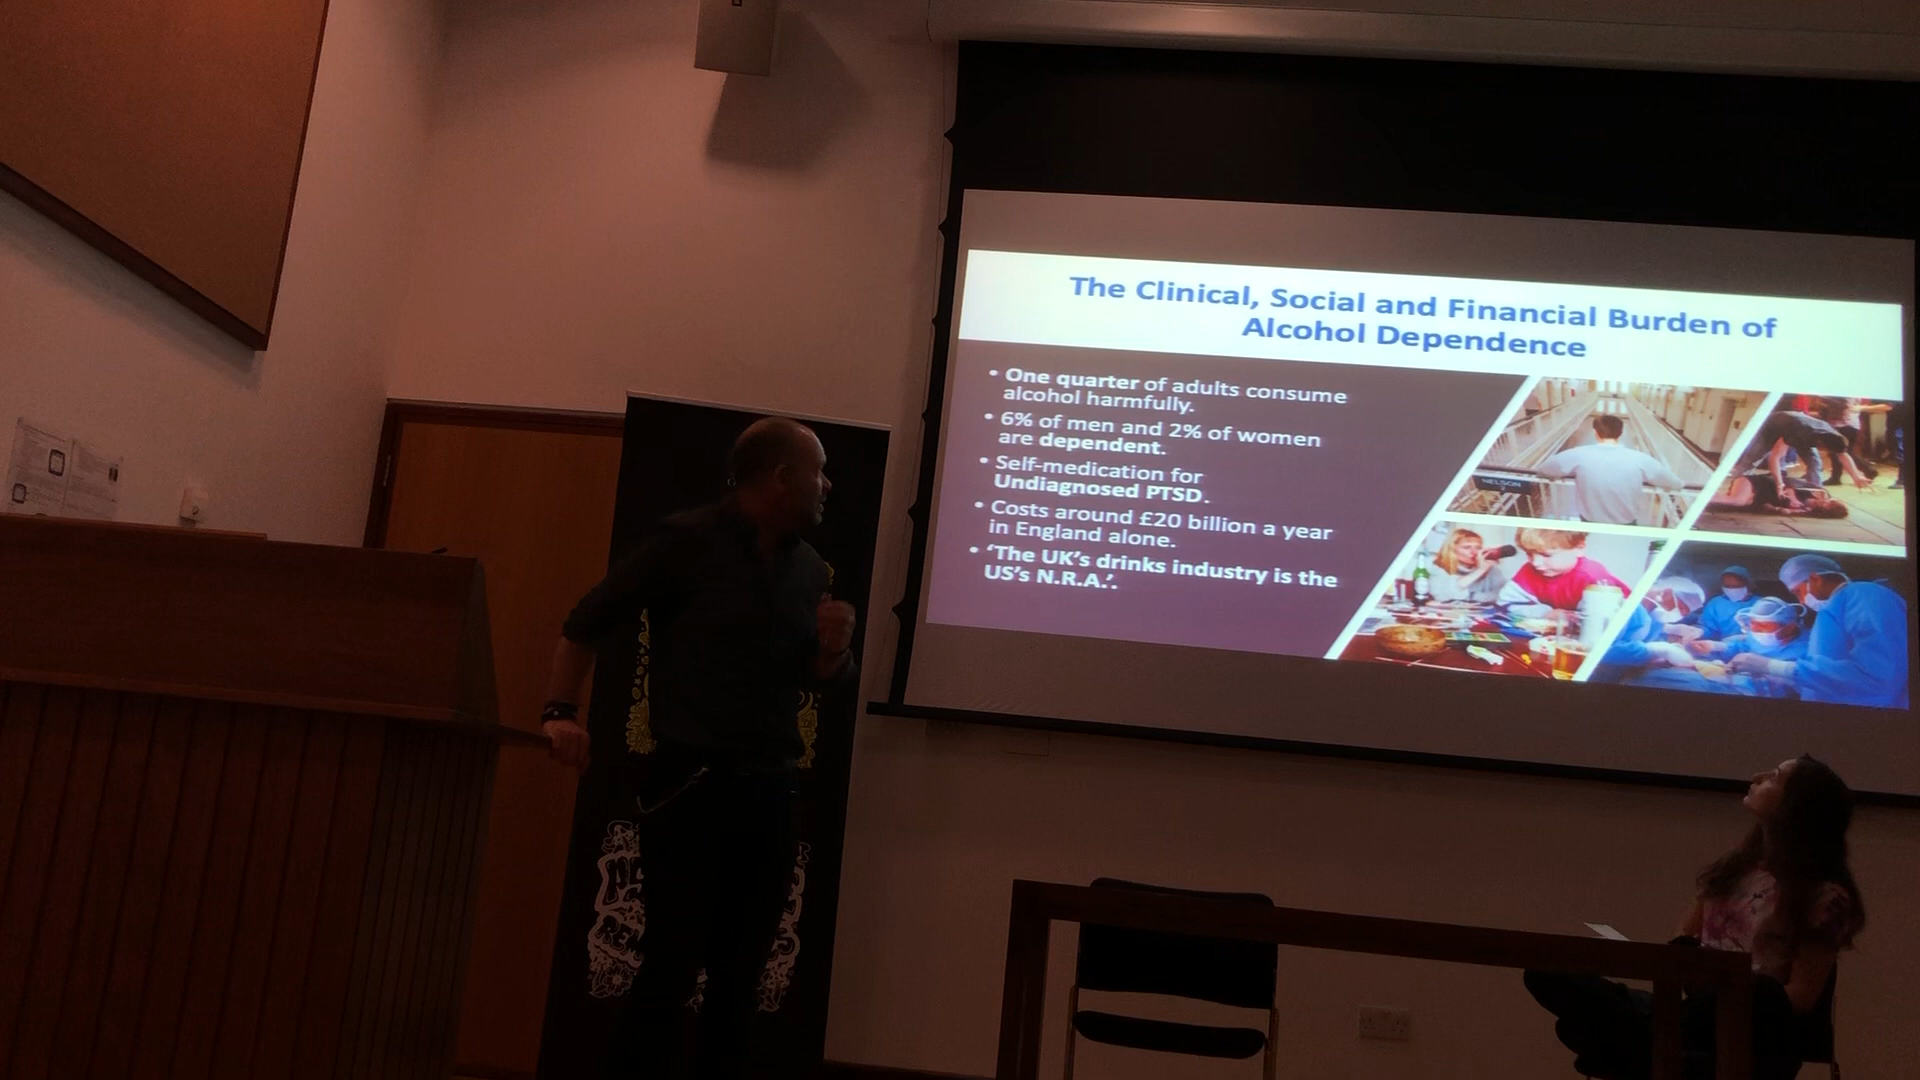 The Clinical, Social and Financial Burden of
Alcohol Dependence
• One quarter of adults consume
alcohol harmfully.
• 6% of men and 2% of women
are dependent.
• Self-medication for
Undiagnosed PTSD.
• Costs around £20 billion a year
in England alone.
• ‘The UK’s drinks industry is the
US’s N.R.A.’.
NELSON